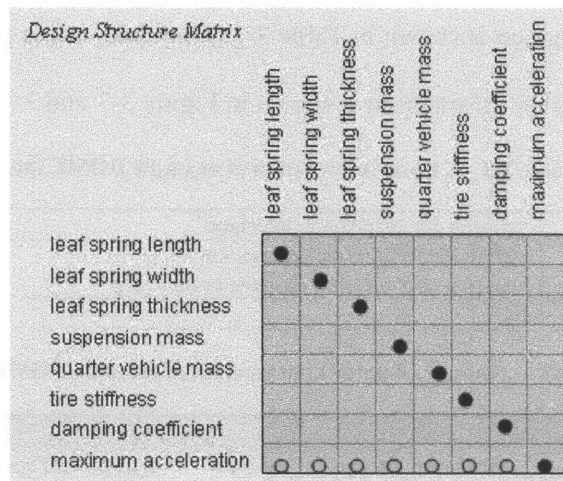 Design Structure Matrix
leaf spring length
leaf spring width
leaf spring thickness
suspension mass
quarter vehicle mass
tire stiffness
damping coefficient
maximum acceleration
leaf spring length
leaf spring width
leaf spring thickness
suspension mass
quarter vehicle mass
tire stiffness
damping coefficient
maximum acceleration